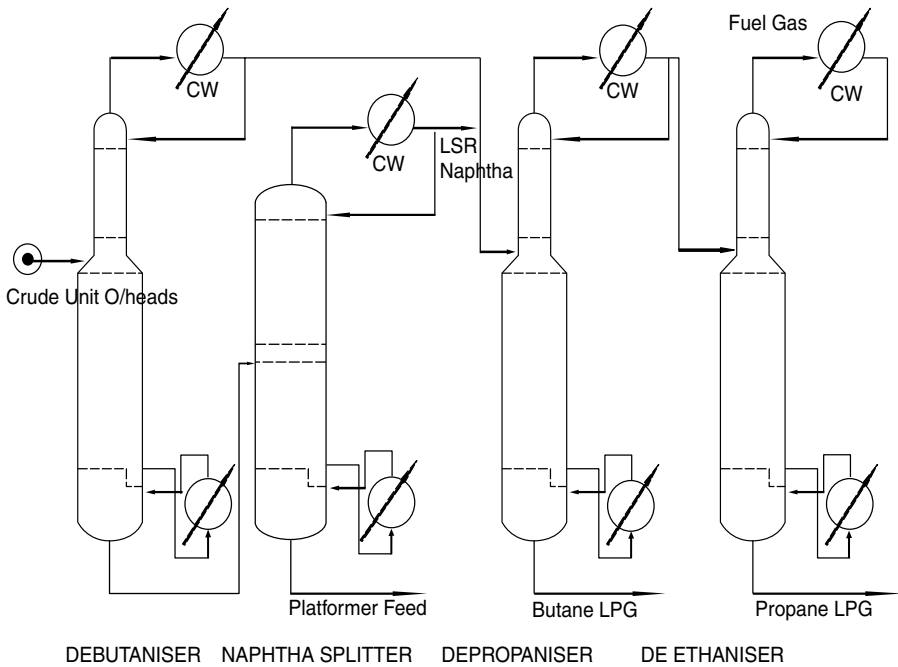 Fuel Gas
CW
CW
CW
CW
LSR
Naphtha
Crude Unit O/heads
Platformer Feed
Butane LPG
Propane LPG
DEBUTANISER
NAPHTHA SPLITTER
DEPROPANISER
DE ETHANISER